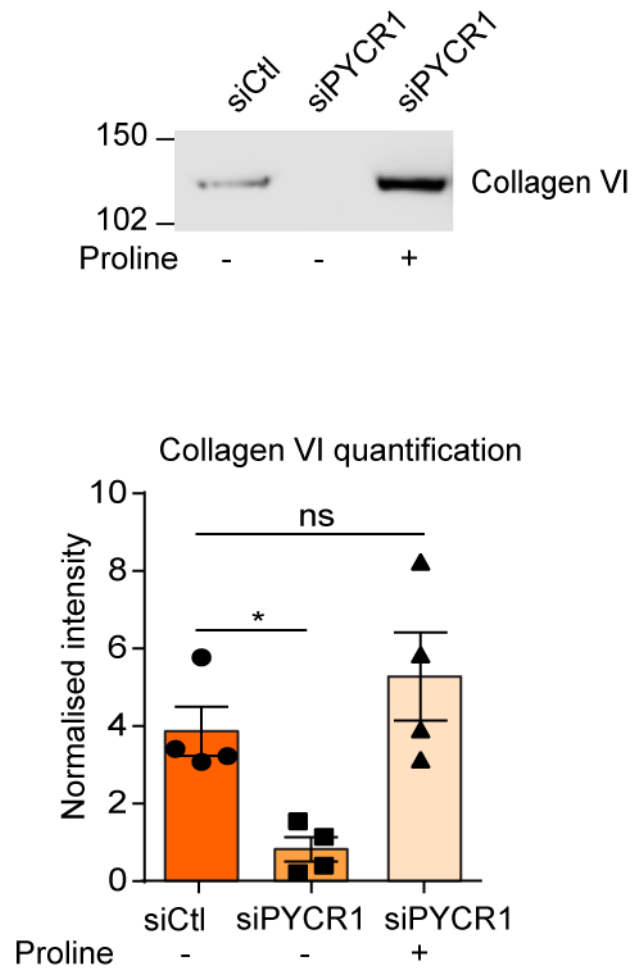 siCtl siPYCR1 siPYCR1
150
Collagen VI
102
Proline - - +
Collagen VI quantification
10
ns
8
*
6
4
2
0
Normalised intensity
siCtl siPYCR1 siPYCR1
Proline - - +